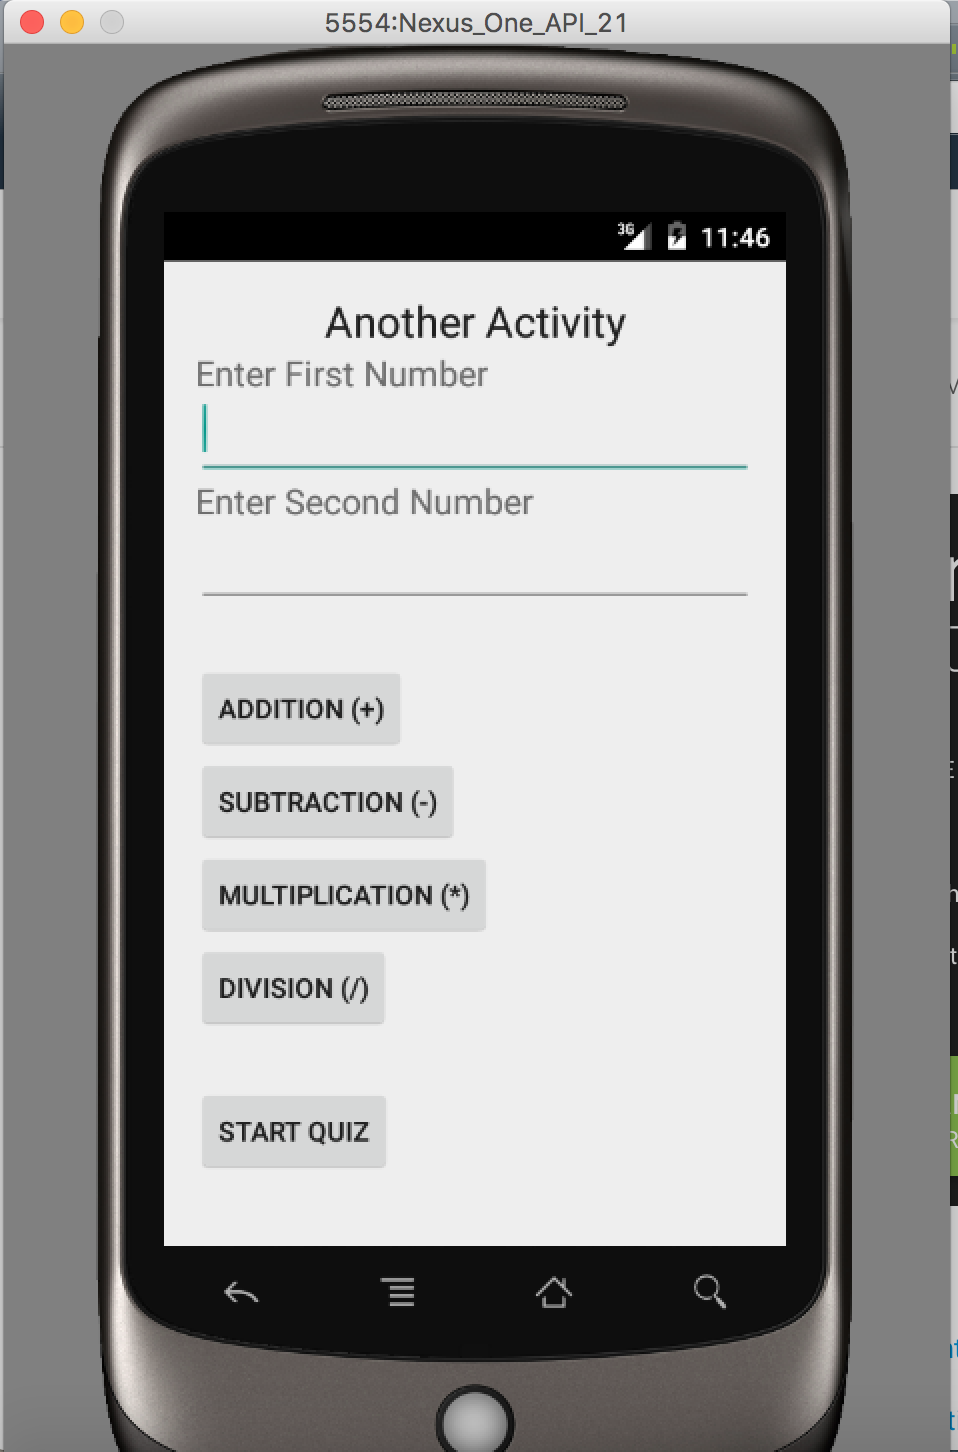 5554:Nexus_One_API_21
3G 11:46
Another Activity
Enter First Number
Enter Second Number
ADDITION (+)
SUBTRACTION (-)
MULTIPLICATION (*)
DIVISION (/)
START QUIZ